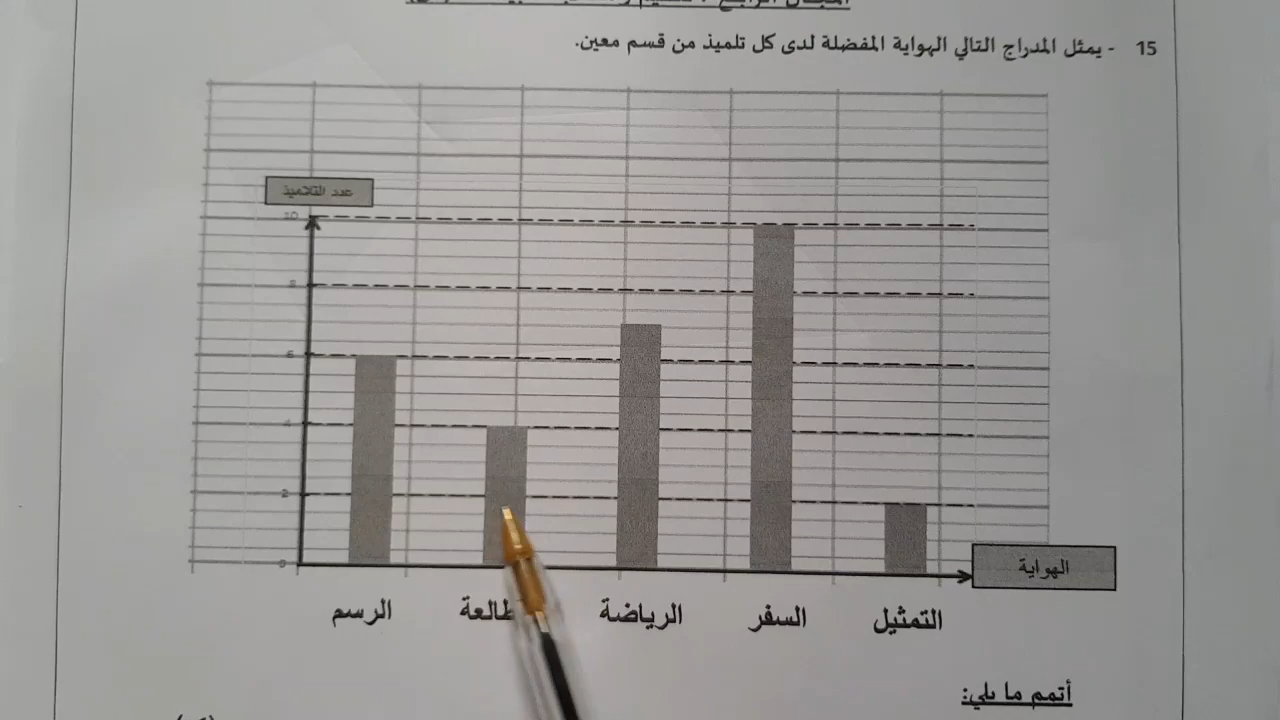 15 - يمثل المدراج التالي الهواية المفضلة لدى كل تلميذ من قسم معين.
عدد التلاميذ
10
8
6
4
2
0
الرسم
الرياضة
السفر
التمثيل
الهواية
أتمم ما يلي: